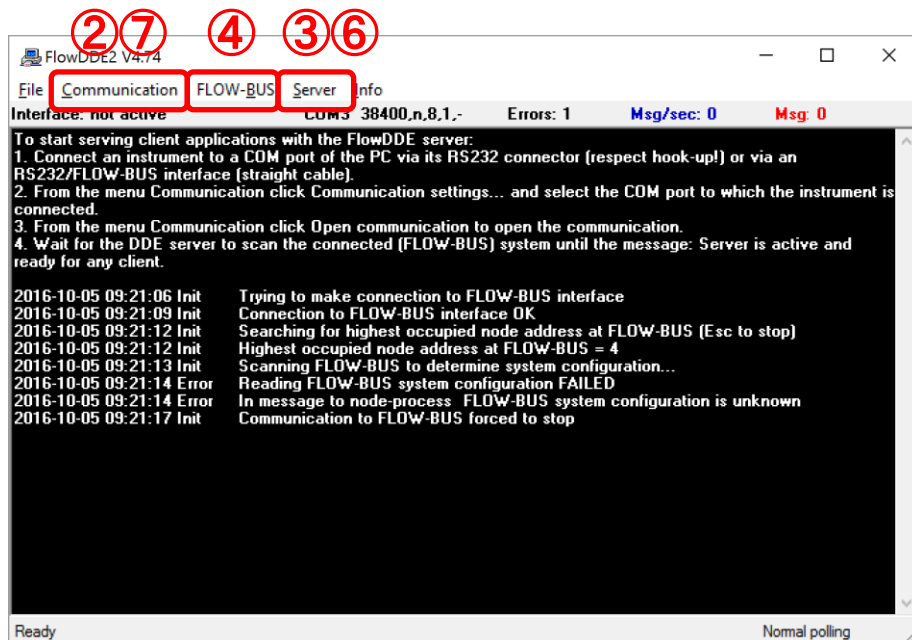 ②⑦ ④ ③⑥
FlowDDE2 V4.74
File Communication FLOW-BUS Server Info
Interface: not active COM3 38400,n,8,1,- Errors: 1 Msg/sec: 0 Msg: 0
To start serving client applications with the FlowDDE server:
1. Connect an instrument to a COM port of the PC via its RS232 connector (respect hook-up!) or via an
RS232/FLOW-BUS interface (straight cable).
2. From the menu Communication click Communication settings... and select the COM port to which the instrument is
connected.
3. From the menu Communication click Open communication to open the communication.
4. Wait for the DDE server to scan the connected (FLOW-BUS) system until the message: Server is active and
ready for any client.
2016-10-05 09:21:06 Init Trying to make connection to FLOW-BUS interface
2016-10-05 09:21:09 Init Connection to FLOW-BUS interface OK
2016-10-05 09:21:12 Init Searching for highest occupied node address at FLOW-BUS (Esc to stop)
2016-10-05 09:21:12 Init Highest occupied node address at FLOW-BUS = 4
2016-10-05 09:21:13 Init Scanning FLOW-BUS to determine system configuration...
2016-10-05 09:21:14 Error Reading FLOW-BUS system configuration FAILED
2016-10-05 09:21:14 Error In message to node-process FLOW-BUS system configuration is unknown
2016-10-05 09:21:17 Init Communication to FLOW-BUS forced to stop
Ready Normal polling